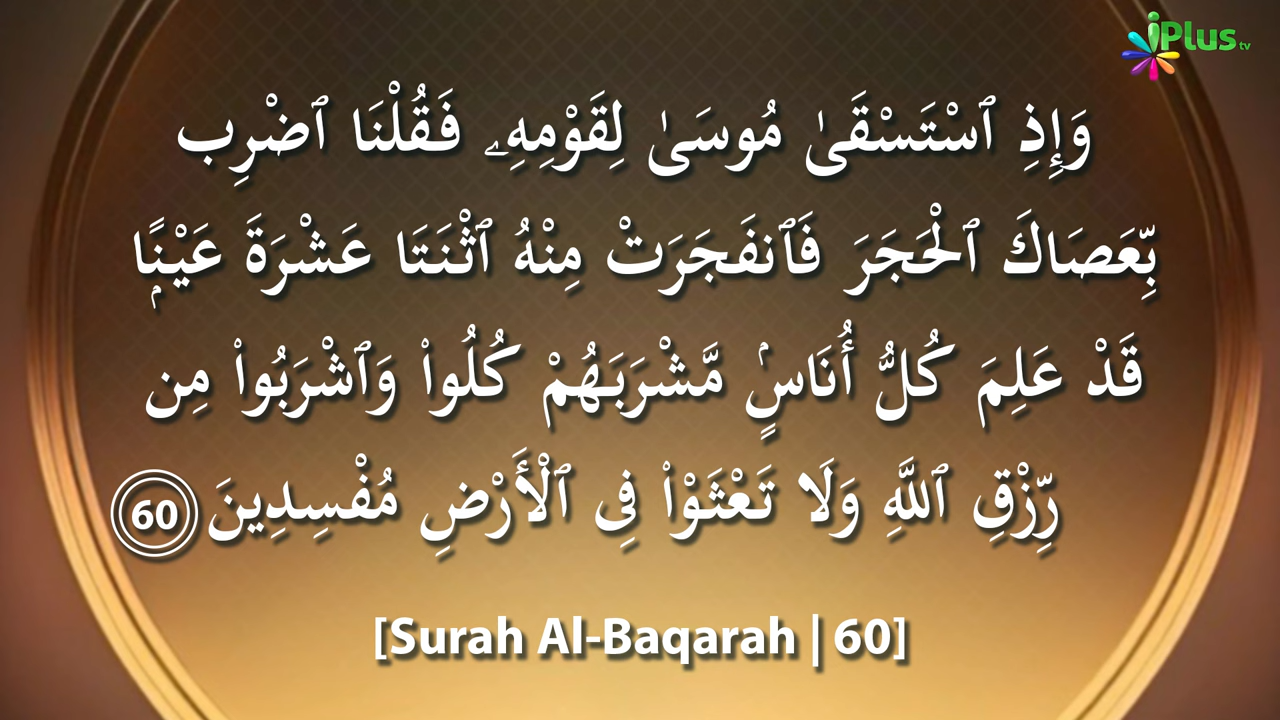 iPlus tv
وَإِذِ ٱسْتَسْقَىٰ مُوسَىٰ لِقَوْمِهِۦ فَقُلْنَا ٱضْرِب
بِّعَصَاكَ ٱلْحَجَرَ فَٱنفَجَرَتْ مِنْهُ ٱثْنَتَا عَشْرَةَ عَيْنًۭا
قَدْ عَلِمَ كُلُّ أُنَاسٍۢ مَّشْرَبَهُمْ كُلُوا۟ وَٱشْرَبُوا۟ مِن
رِّزْقِ ٱللَّهِ وَلَا تَعْثَوْا۟ فِى ٱلْأَرْضِ مُفْسِدِينَ 60
[Surah Al-Baqarah | 60]